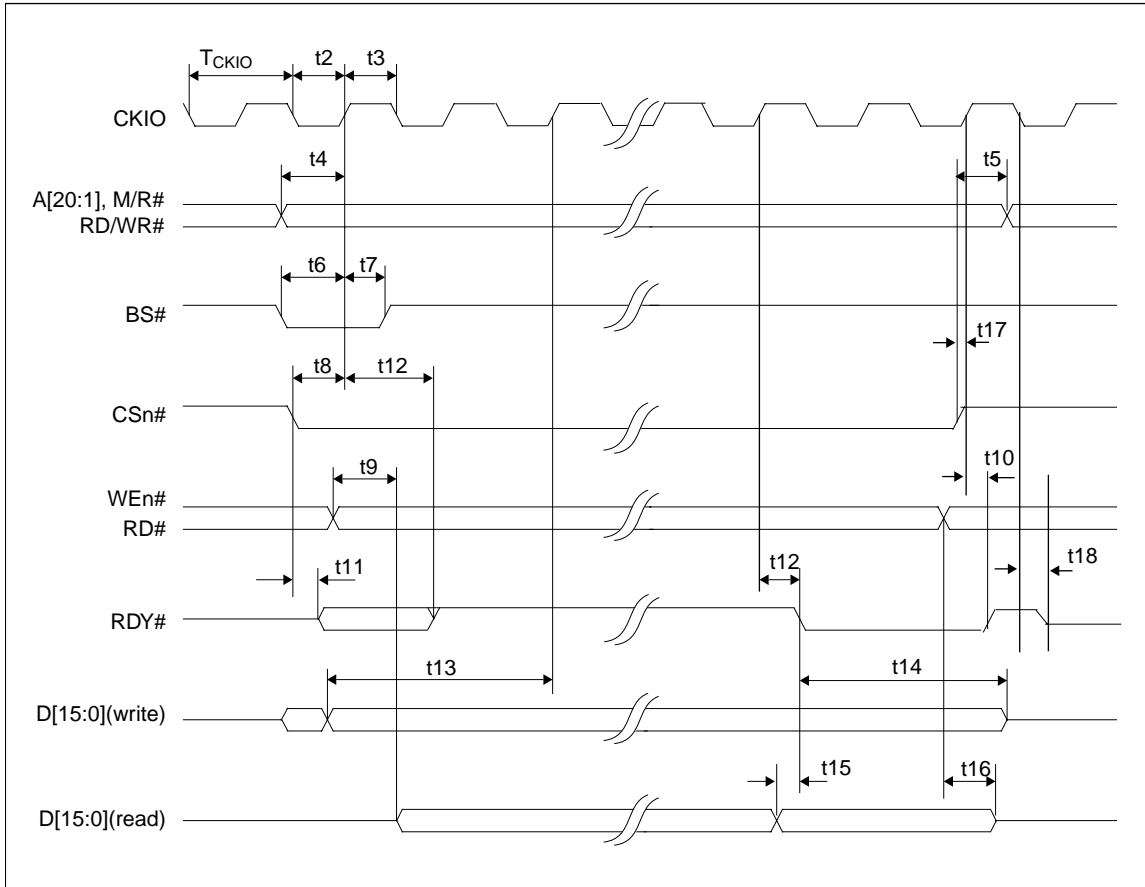 TCKIO t2 t3
CKIO
t4 t5
A[20:1], M/R#
RD/WR#
t6 t7
BS#
t17
t8 t12
CSn#
t9 t10
WEn#
RD#
t11 t12 t18
RDY#
t13 t14
D[15:0](write)
t15 t16
D[15:0](read)